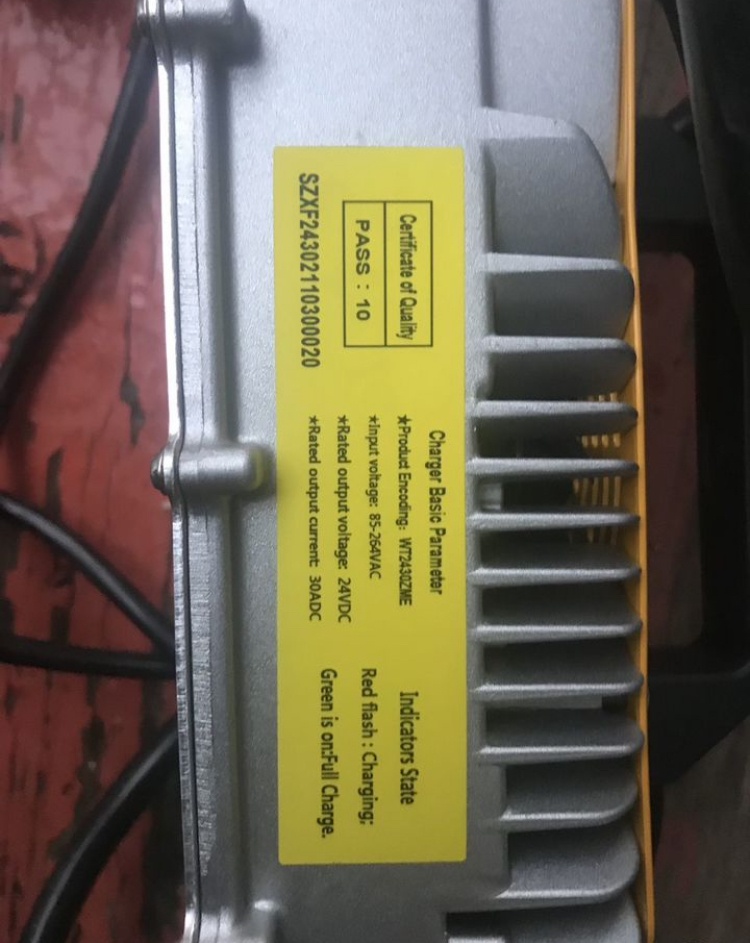 Certificate of Quality
PASS : 10
SZXF24302110300020
Charger Basic Parameter
★Product Encoding: WT2430ZME
★Input voltage: 85-264VAC
★Rated output voltage: 24VDC
★Rated output current: 30ADC
Indicators State
Red flash : Charging;
Green is on:Full Charge.